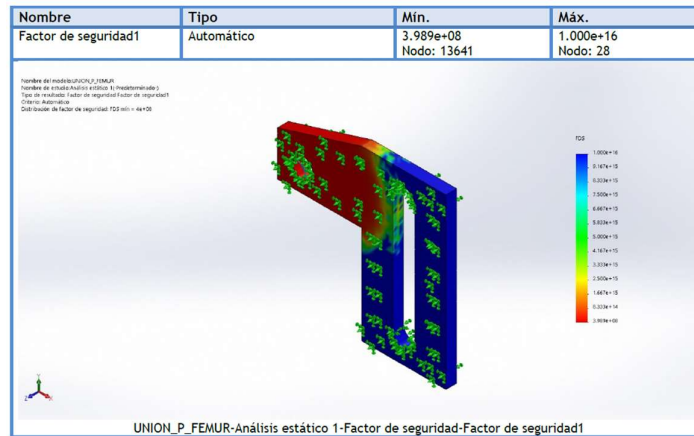 Nombre Tipo Mín. Máx.
Factor de seguridad1 Automático 3.989e+08 1.000e+16
Nodo: 13641 Nodo: 28
Nombre del modelo:UNION_P_FEMUR
Nombre de estudio:Análisis estático 1(-Predeterminado-)
Tipo de resultado: Factor de seguridad Factor de seguridad1
Criterio: Automático
Distribución de factor de seguridad: FDS mín = 4e+08
FDS
1.000e+16
9.167e+15
8.333e+15
7.500e+15
6.667e+15
5.833e+15
5.000e+15
4.167e+15
3.333e+15
2.500e+15
1.667e+15
8.333e+14
3.989e+08
Y
Z
X
UNION_P_FEMUR-Análisis estático 1-Factor de seguridad-Factor de seguridad1